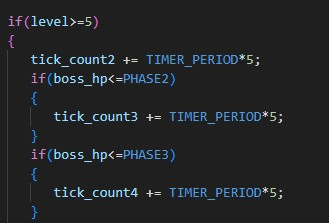 if(level>=5)
{
    tick_count2 += TIMER_PERIOD*5;
    if(boss_hp<=PHASE2)
    {
        tick_count3 += TIMER_PERIOD*5;
    }
    if(boss_hp<=PHASE3)
    {
        tick_count4 += TIMER_PERIOD*5;
    }